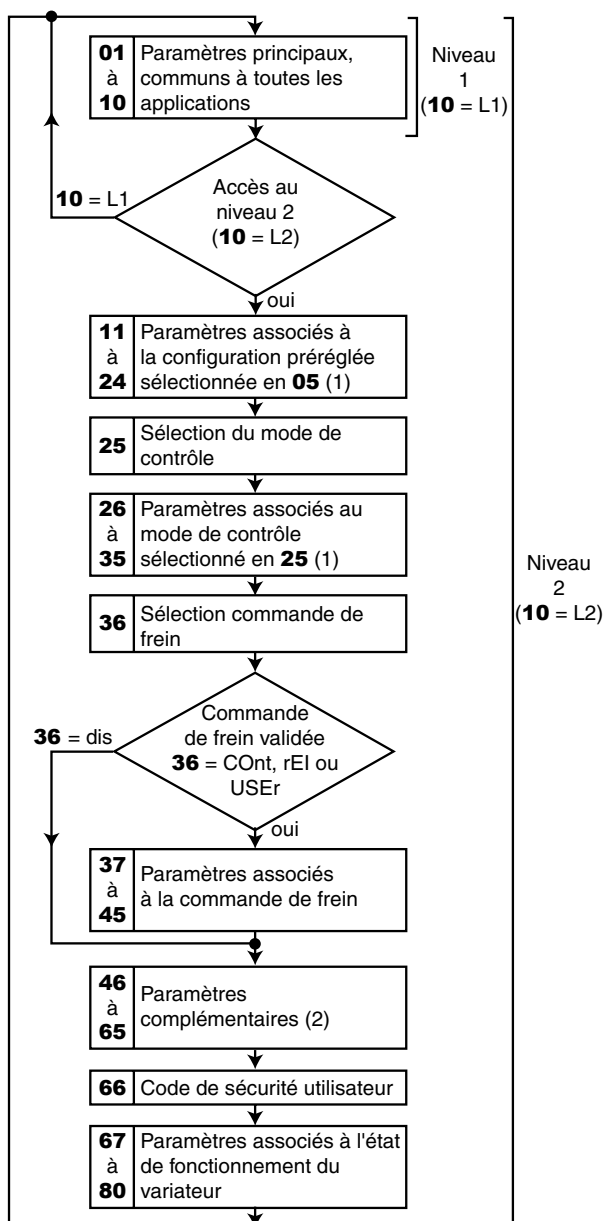 01 à 10 Paramètres principaux,
communs à toutes les
applications
Niveau
1
(10 = L1)
10 = L1
Accès au
niveau 2
(10 = L2)
oui
11 à 24 Paramètres associés à
la configuration préréglée
sélectionnée en 05 (1)
25 Sélection du mode de
contrôle
26 à 35 Paramètres associés au
mode de contrôle
sélectionné en 25 (1)
36 Sélection commande de
frein
Niveau
2
(10 = L2)
36 = dis
Commande
de frein validée
36 = COnt, rEI ou
USEr
oui
37 à 45 Paramètres associés
à la commande de frein
46 à 65 Paramètres
complémentaires (2)
66 Code de sécurité utilisateur
67 à 80 Paramètres associés à l'état
de fonctionnement du
variateur